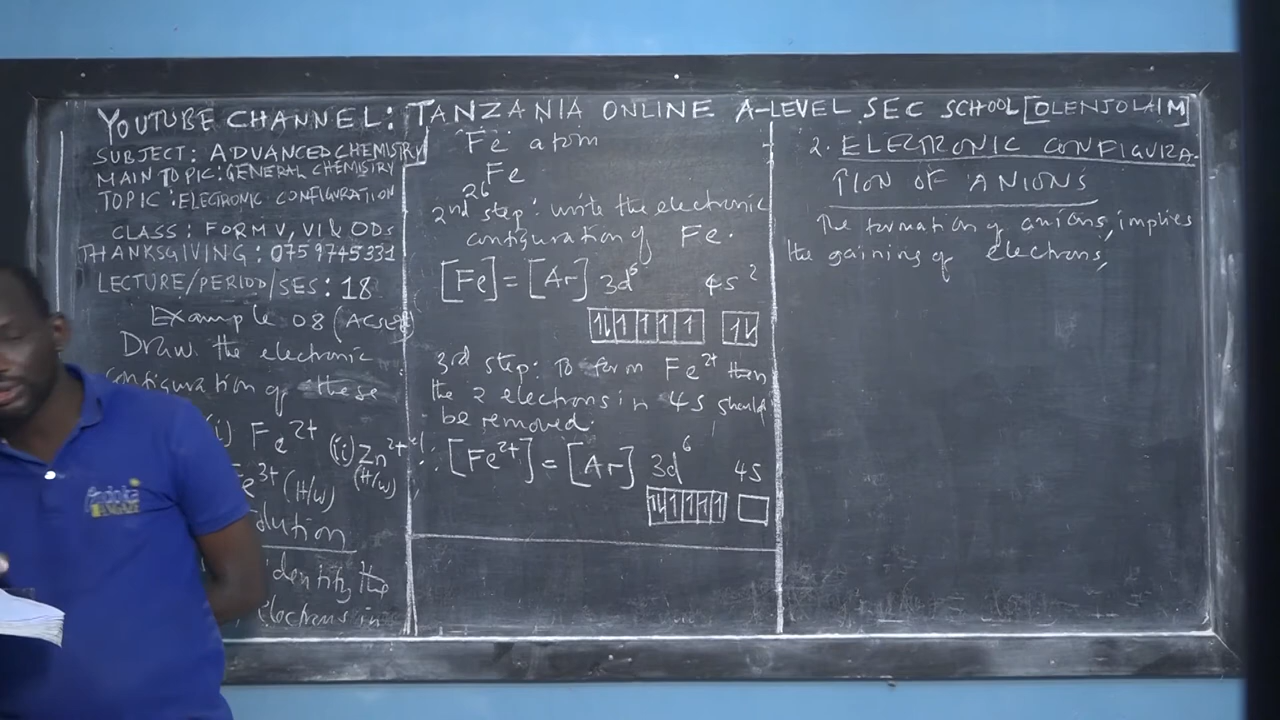 YOUTUBE CHANNEL: TANZANIA ONLINE A-LEVEL SEC SCHOOL [OLENJOLAIM]
SUBJECT: ADVANCED CHEMISTRY
MAIN TOPIC: GENERAL CHEMISTRY
TOPIC: ELECTRONIC CONFIGURATION
CLASS: FORM V, VI & ODs
THANKSGIVING: 0759745331
LECTURE/PERIOD/SES: 18
Example 08
Draw the electronic
configuration of these
(i) Fe²⁺ (ii) Zn²⁺
Fe³⁺ (H/W) (H/W)
Solution
identify the
electrons in
Fe atom
₂₆Fe
2nd step: write the electronic
configuration of Fe.
[Fe] = [Ar] 3d⁶ 4s²
3rd step: To form Fe²⁺ then
the 2 electrons in 4s should
be removed.
∴ [Fe²⁺] = [Ar] 3d⁶ 4s
2. ELECTRONIC CONFIGURA-
TION OF ANIONS
The formation of anions, implies
the gaining of electrons,